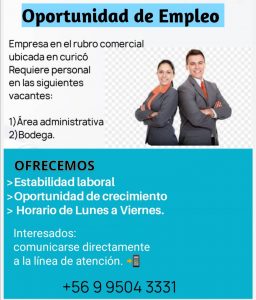 Oportunidad de Empleo
Empresa en el rubro comercial
ubicada en curicó
Requiere personal
en las siguientes
vacantes:
1)Área administrativa
2)Bodega.
OFRECEMOS
>Estabilidad laboral
>Oportunidad de crecimiento
> Horario de Lunes a Viernes.
Interesados:
comunicarse directamente
a la línea de atención.
+56 9 9504 3331